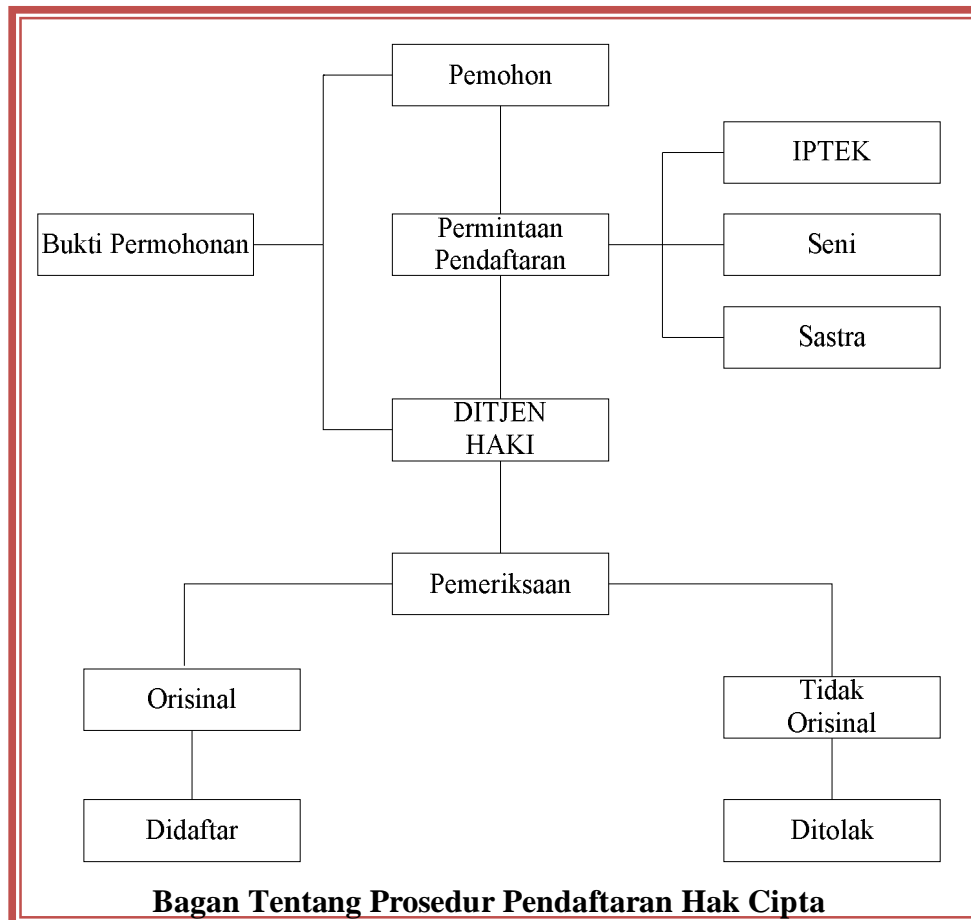 Pemohon
IPTEK
Bukti Permohonan
Permintaan
Pendaftaran
Seni
Sastra
DITJEN
HAKI
Pemeriksaan
Orisinal
Tidak
Orisinal
Didaftar
Ditolak
Bagan Tentang Prosedur Pendaftaran Hak Cipta